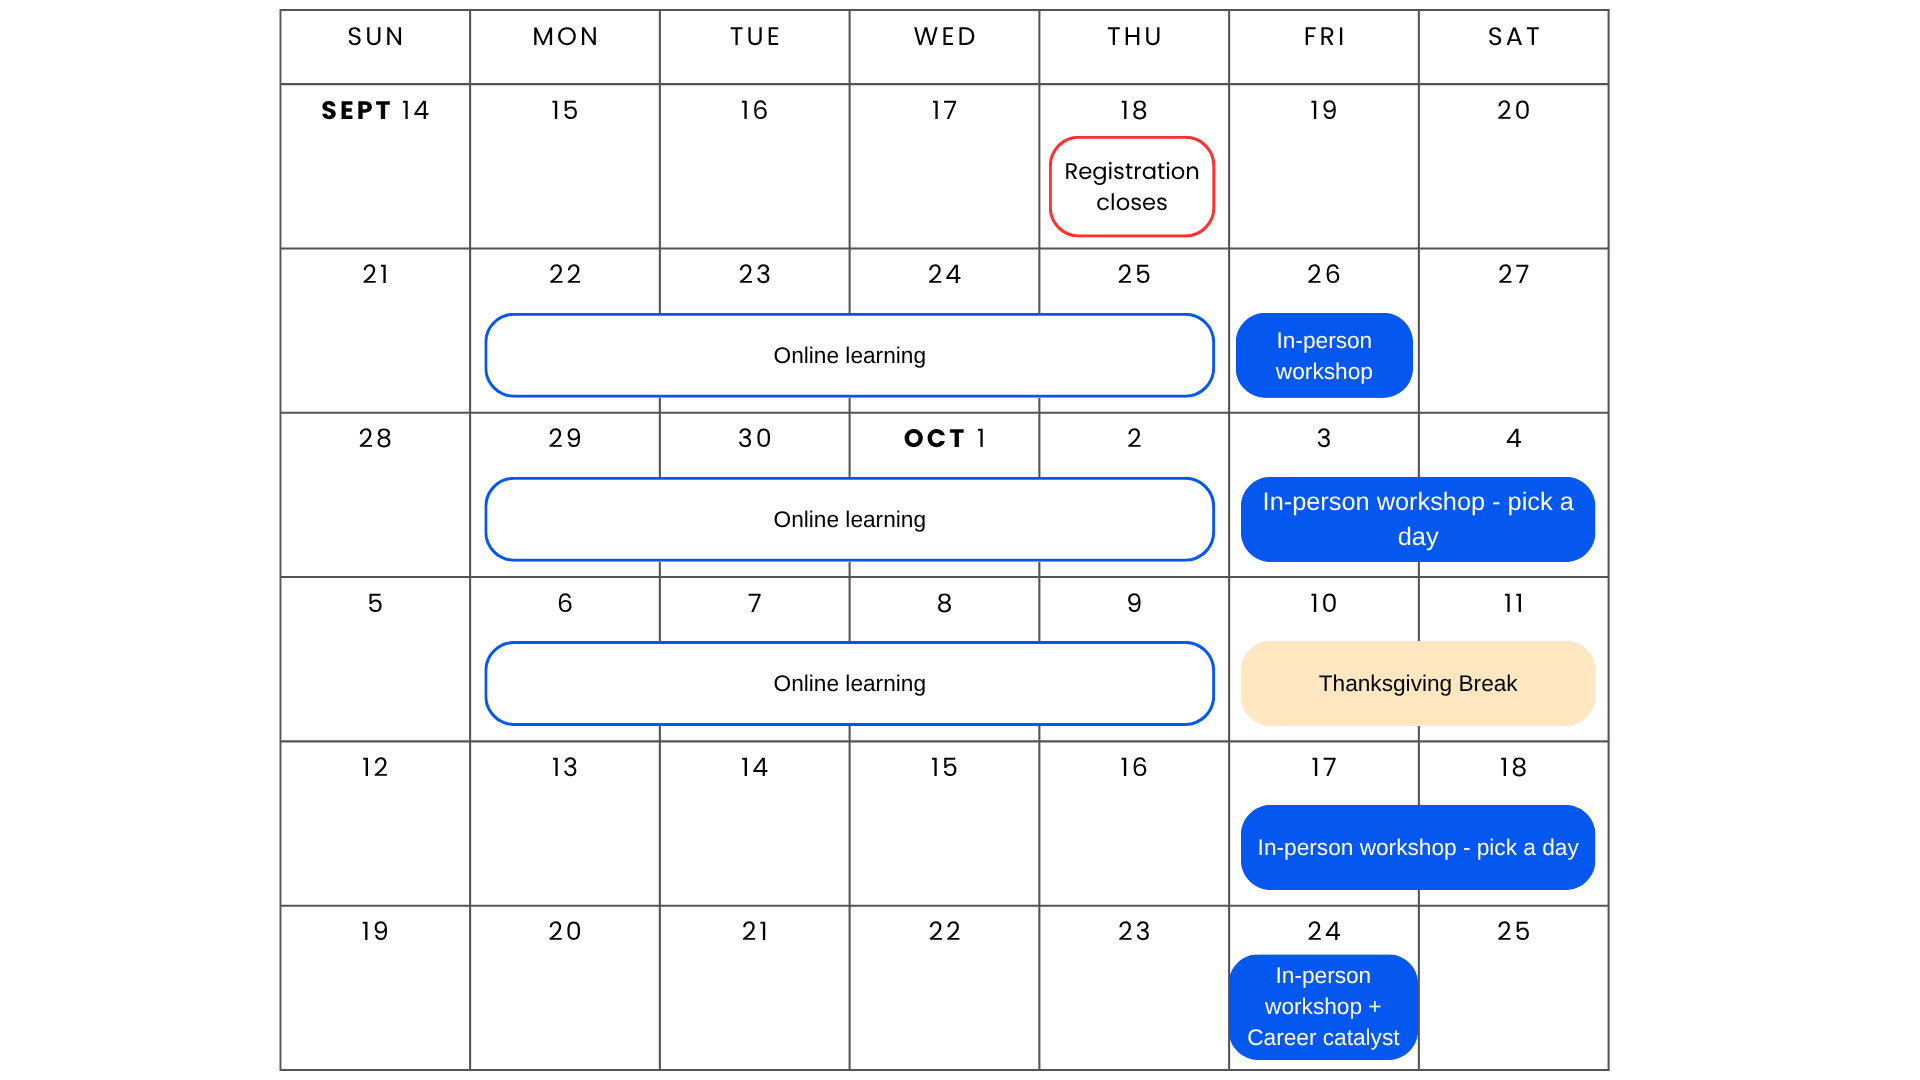 SUN MON TUE WED THU FRI SAT
SEPT 14 15 16 17 18 19 20
Registration
closes
21 22 23 24 25 26 27
Online learning
In-person
workshop
28 29 30 OCT 1 2 3 4
Online learning
In-person workshop - pick a
day
5 6 7 8 9 10 11
Online learning
Thanksgiving Break
12 13 14 15 16 17 18
In-person workshop - pick a day
19 20 21 22 23 24 25
In-person
workshop +
Career catalyst